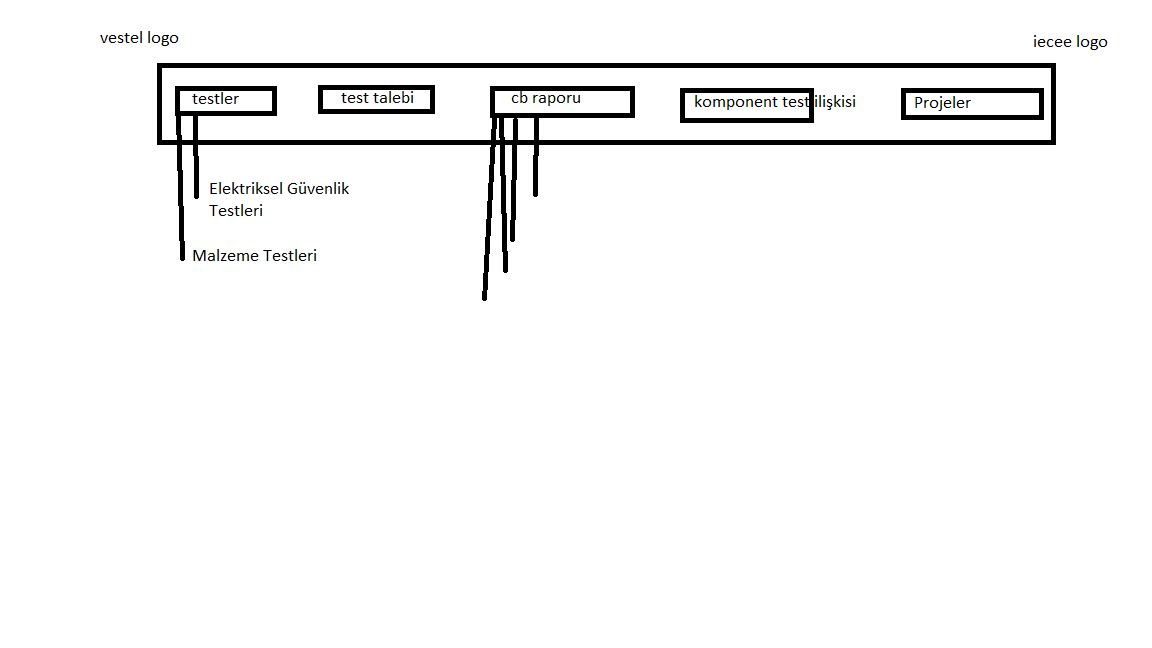 vestel logo
iecee logo
testler
test talebi
cb raporu
komponent test ilişkisi
Projeler
Elektriksel Güvenlik
Testleri
Malzeme Testleri